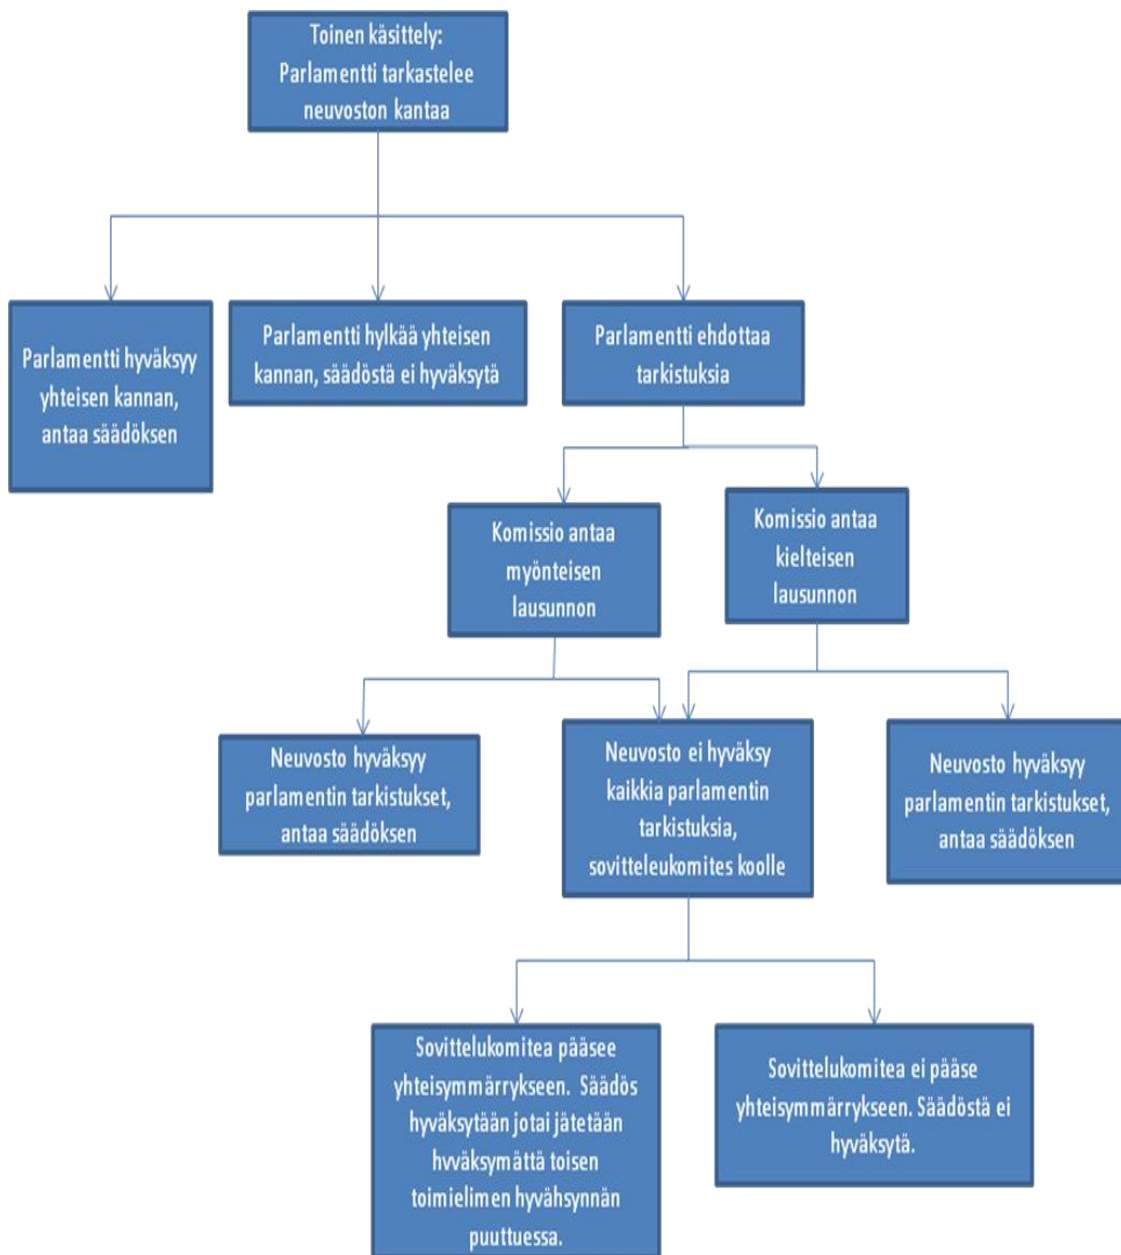 Toinen käsittely:
Parlamentti tarkastelee
neuvoston kantaa
Parlamentti hyväksyy
yhteisen kannan,
antaa säädöksen
Parlamentti hylkää yhteisen
kannan, säädöstä ei hyväksytä
Parlamentti ehdottaa
tarkistuksia
Komissio antaa
myönteisen
lausunnon
Komissio antaa
kielteisen
lausunnon
Neuvosto hyväksyy
parlamentin tarkistukset,
antaa säädöksen
Neuvosto ei hyväksy
kaikkia parlamentin
tarkistuksia,
sovitteleukomites koolle
Neuvosto hyväksyy
parlamentin tarkistukset,
antaa säädöksen
Sovittelukomitea pääsee
yhteisymmärrykseen. Säädös
hyväksytään jotai jätetään
hvväksymättä toisen
toimielimen hyvähsynnän
puuttuessa.
Sovittelukomitea ei pääse
yhteisymmärrykseen. Säädöstä ei
hyväksytä.